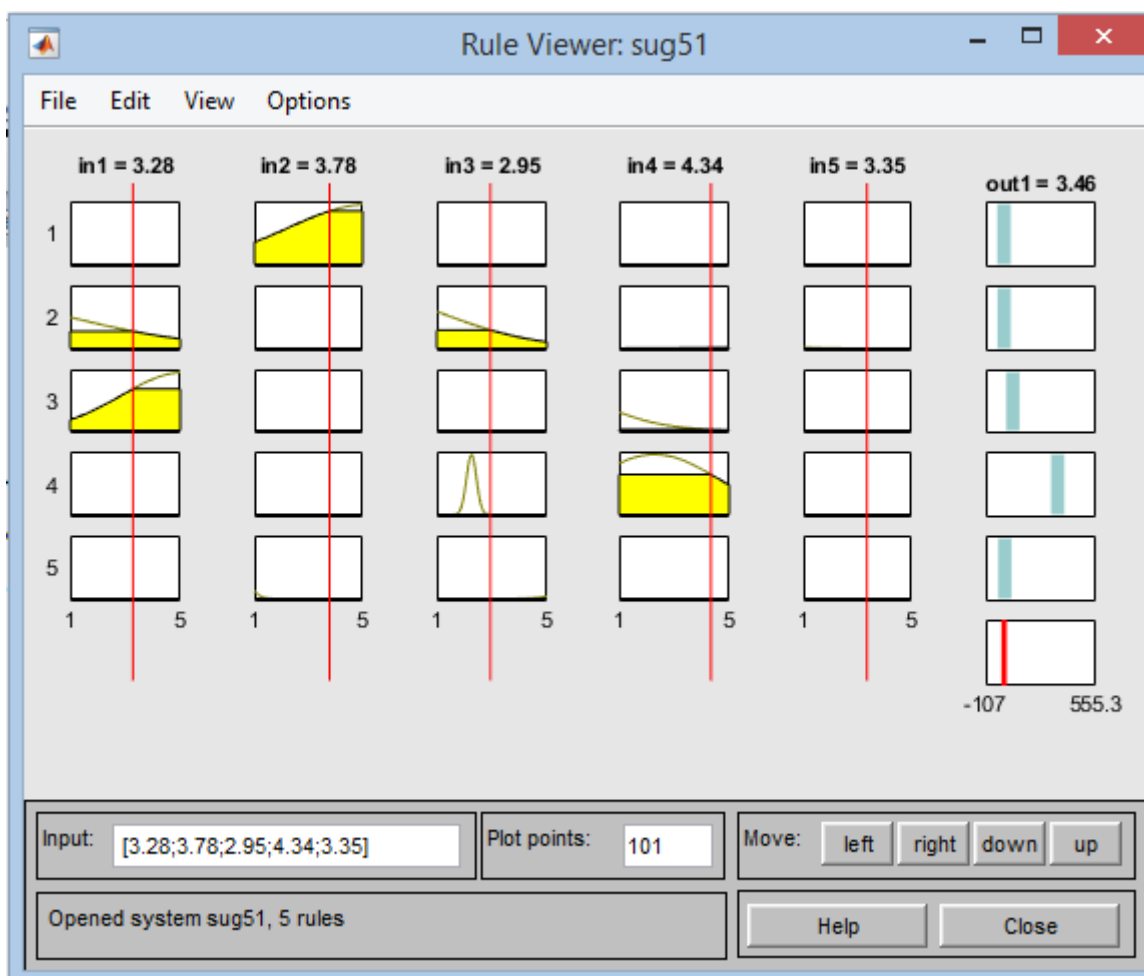 Rule Viewer: sug51
File Edit View Options
in1 = 3.28 in2 = 3.78 in3 = 2.95 in4 = 4.34 in5 = 3.35
out1 = 3.46
1
2
3
4
5
1 5 1 5 1 5 1 5 1 5
-107 555.3
Input: [3.28;3.78;2.95;4.34;3.35] Plot points: 101 Move: left right down up
Opened system sug51, 5 rules Help Close